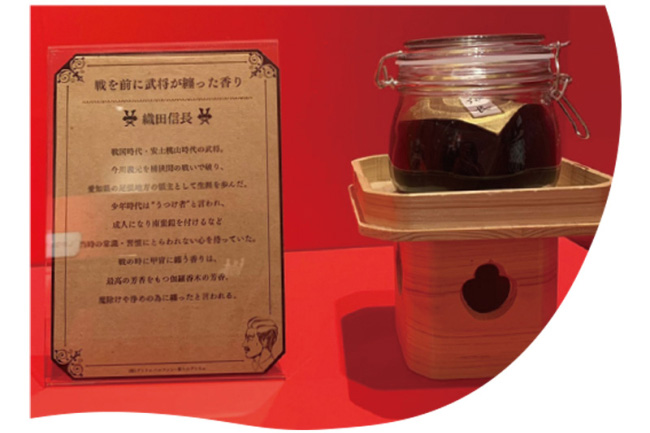 戦を前に武将が纏った香り
織田信長
戦国時代・安土桃山時代の武将。
今川義元を桶狭間の戦いで破り、
愛知県の尾張地方の領主として生涯を歩んだ。
少年時代は"うつけ者"と言われ、
成人になり南蛮鎧を付けるなど
当時の常識・習慣にとらわれない心を持っていた。
戦の時に甲冑に纏う香りは、
最高の芳香をもつ伽羅香木の芳香。
魔除けや浄めの為に纏ったと言われる。